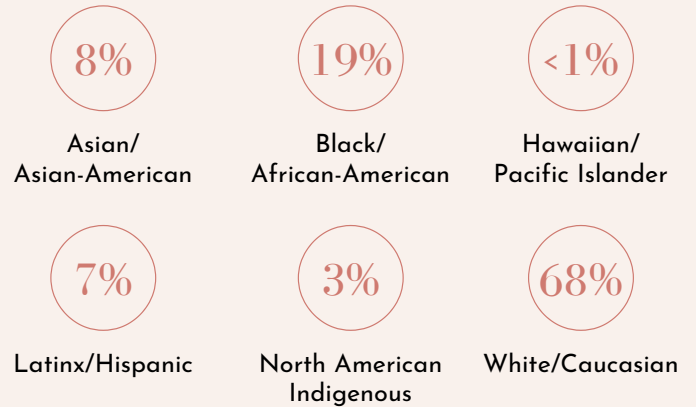 8%
Asian/
Asian-American
19%
Black/
African-American
<1%
Hawaiian/
Pacific Islander
7%
Latinx/Hispanic
3%
North American
Indigenous
68%
White/Caucasian